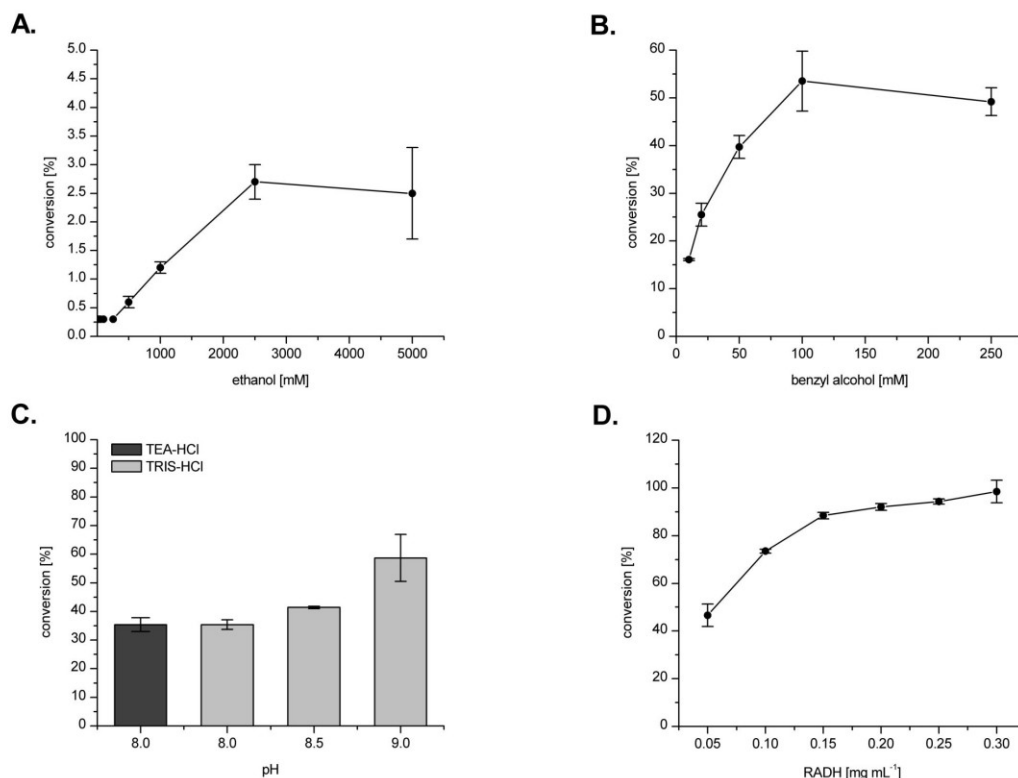 A.
5.0
4.5
4.0
3.5
3.0
2.5
2.0
1.5
1.0
0.5
0.0
conversion [%]
1000 2000 3000 4000 5000
ethanol [mM]
B.
60
50
40
30
20
10
0
conversion [%]
0 50 100 150 200 250
benzyl alcohol [mM]
C.
TEA-HCl
TRIS-HCl
100
90
80
70
60
50
40
30
20
10
0
conversion [%]
8.0 8.0 8.5 9.0
pH
D.
120
100
80
60
40
20
0
conversion [%]
0.05 0.10 0.15 0.20 0.25 0.30
RADH [mg mL⁻¹]